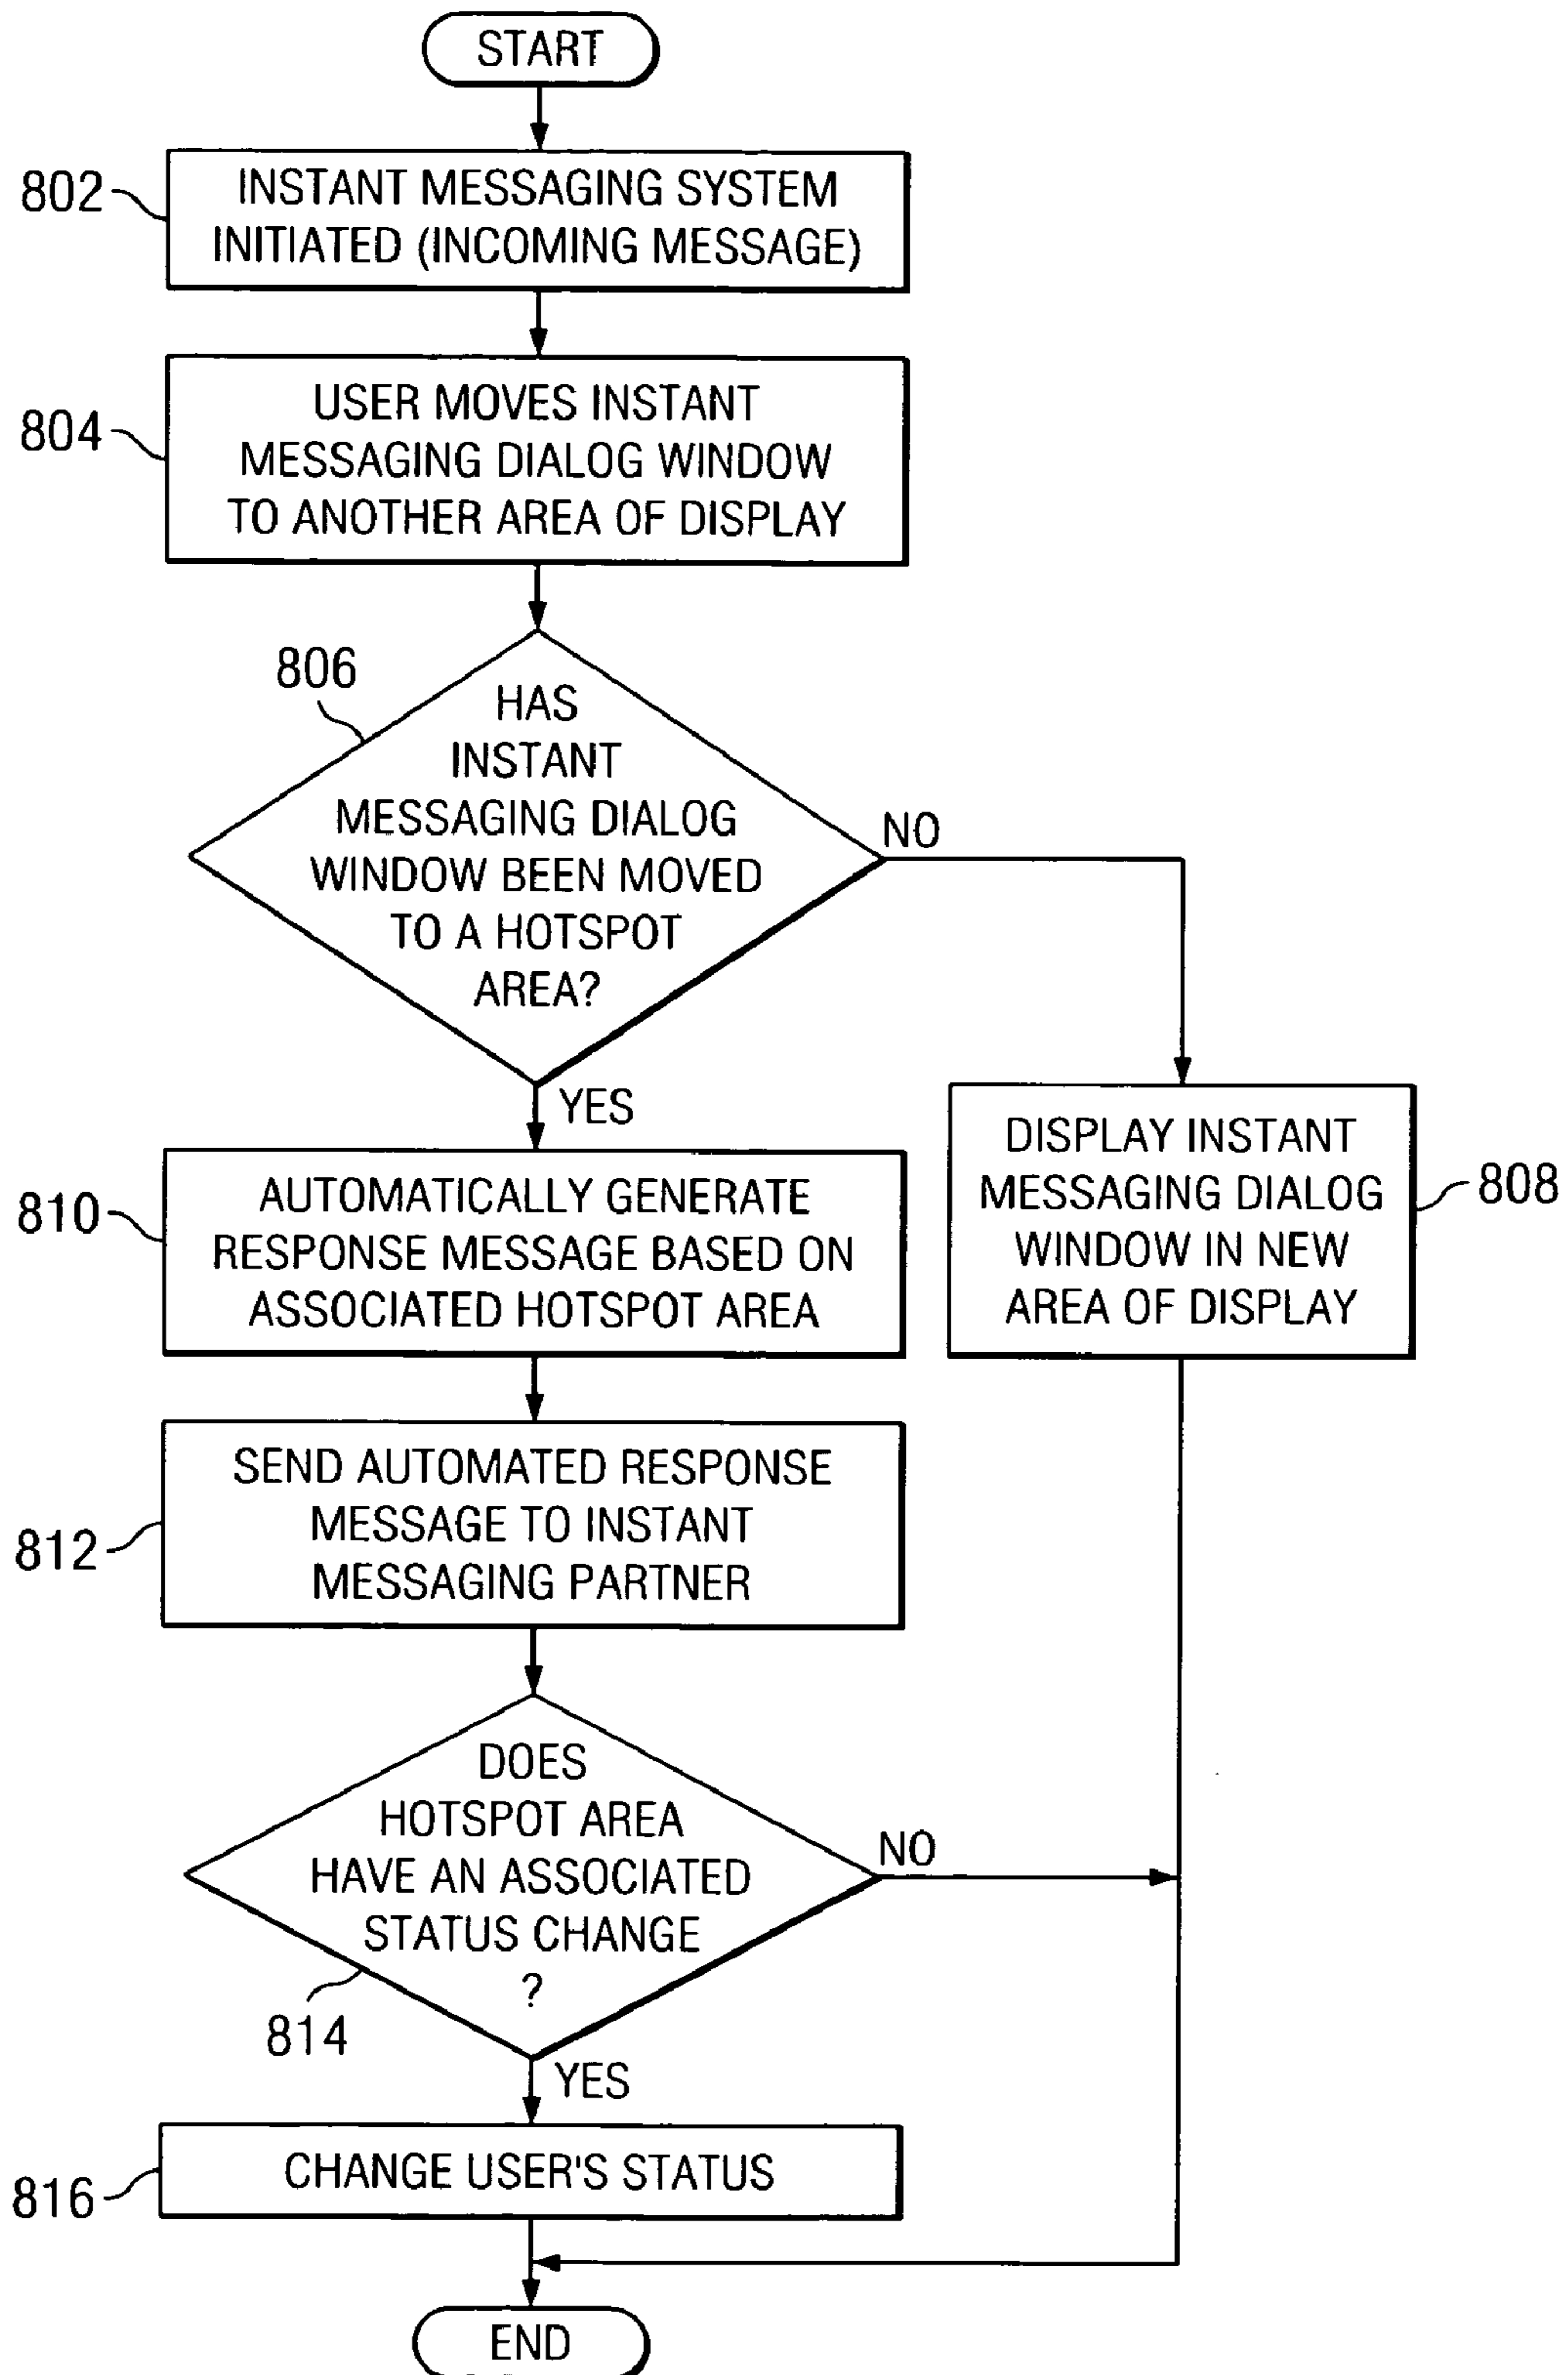 START
802
INSTANT MESSAGING SYSTEM
INITIATED (INCOMING MESSAGE)
804
USER MOVES INSTANT
MESSAGING DIALOG WINDOW
TO ANOTHER AREA OF DISPLAY
806
HAS
INSTANT
MESSAGING DIALOG
WINDOW BEEN MOVED
TO A HOTSPOT
AREA?
NO
YES
DISPLAY INSTANT
MESSAGING DIALOG
WINDOW IN NEW
AREA OF DISPLAY
808
810
AUTOMATICALLY GENERATE
RESPONSE MESSAGE BASED ON
ASSOCIATED HOTSPOT AREA
812
SEND AUTOMATED RESPONSE
MESSAGE TO INSTANT
MESSAGING PARTNER
DOES
HOTSPOT AREA
HAVE AN ASSOCIATED
STATUS CHANGE
?
NO
814
YES
816
CHANGE USER'S STATUS
END